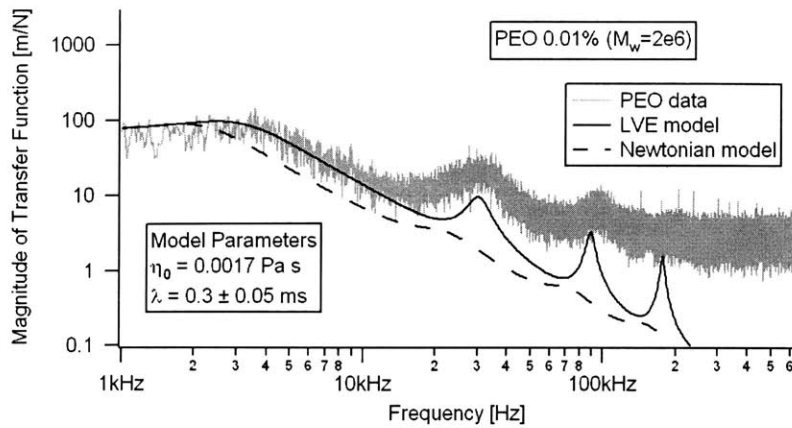 Magnitude of Transfer Function [m/N]
1000
100
10
1
0.1
PEO 0.01% (M_w=2e6)
PEO data
LVE model
Newtonian model
Model Parameters
η₀ = 0.0017 Pa s
λ = 0.3 ± 0.05 ms
2 3 4 5 6 7 8 2 3 4 5 6 7 8 2 3 4 5 6
1kHz 10kHz 100kHz
Frequency [Hz]